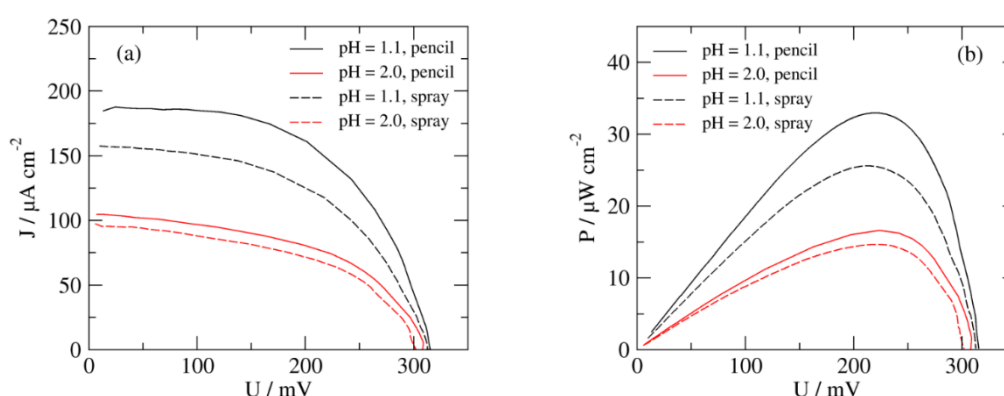 (a)
pH = 1.1, pencil
pH = 2.0, pencil
pH = 1.1, spray
pH = 2.0, spray
J / μA cm⁻²
250
200
150
100
50
0
0 100 200 300
U / mV
(b)
pH = 1.1, pencil
pH = 2.0, pencil
pH = 1.1, spray
pH = 2.0, spray
P / μW cm⁻²
40
30
20
10
0
0 100 200 300
U / mV